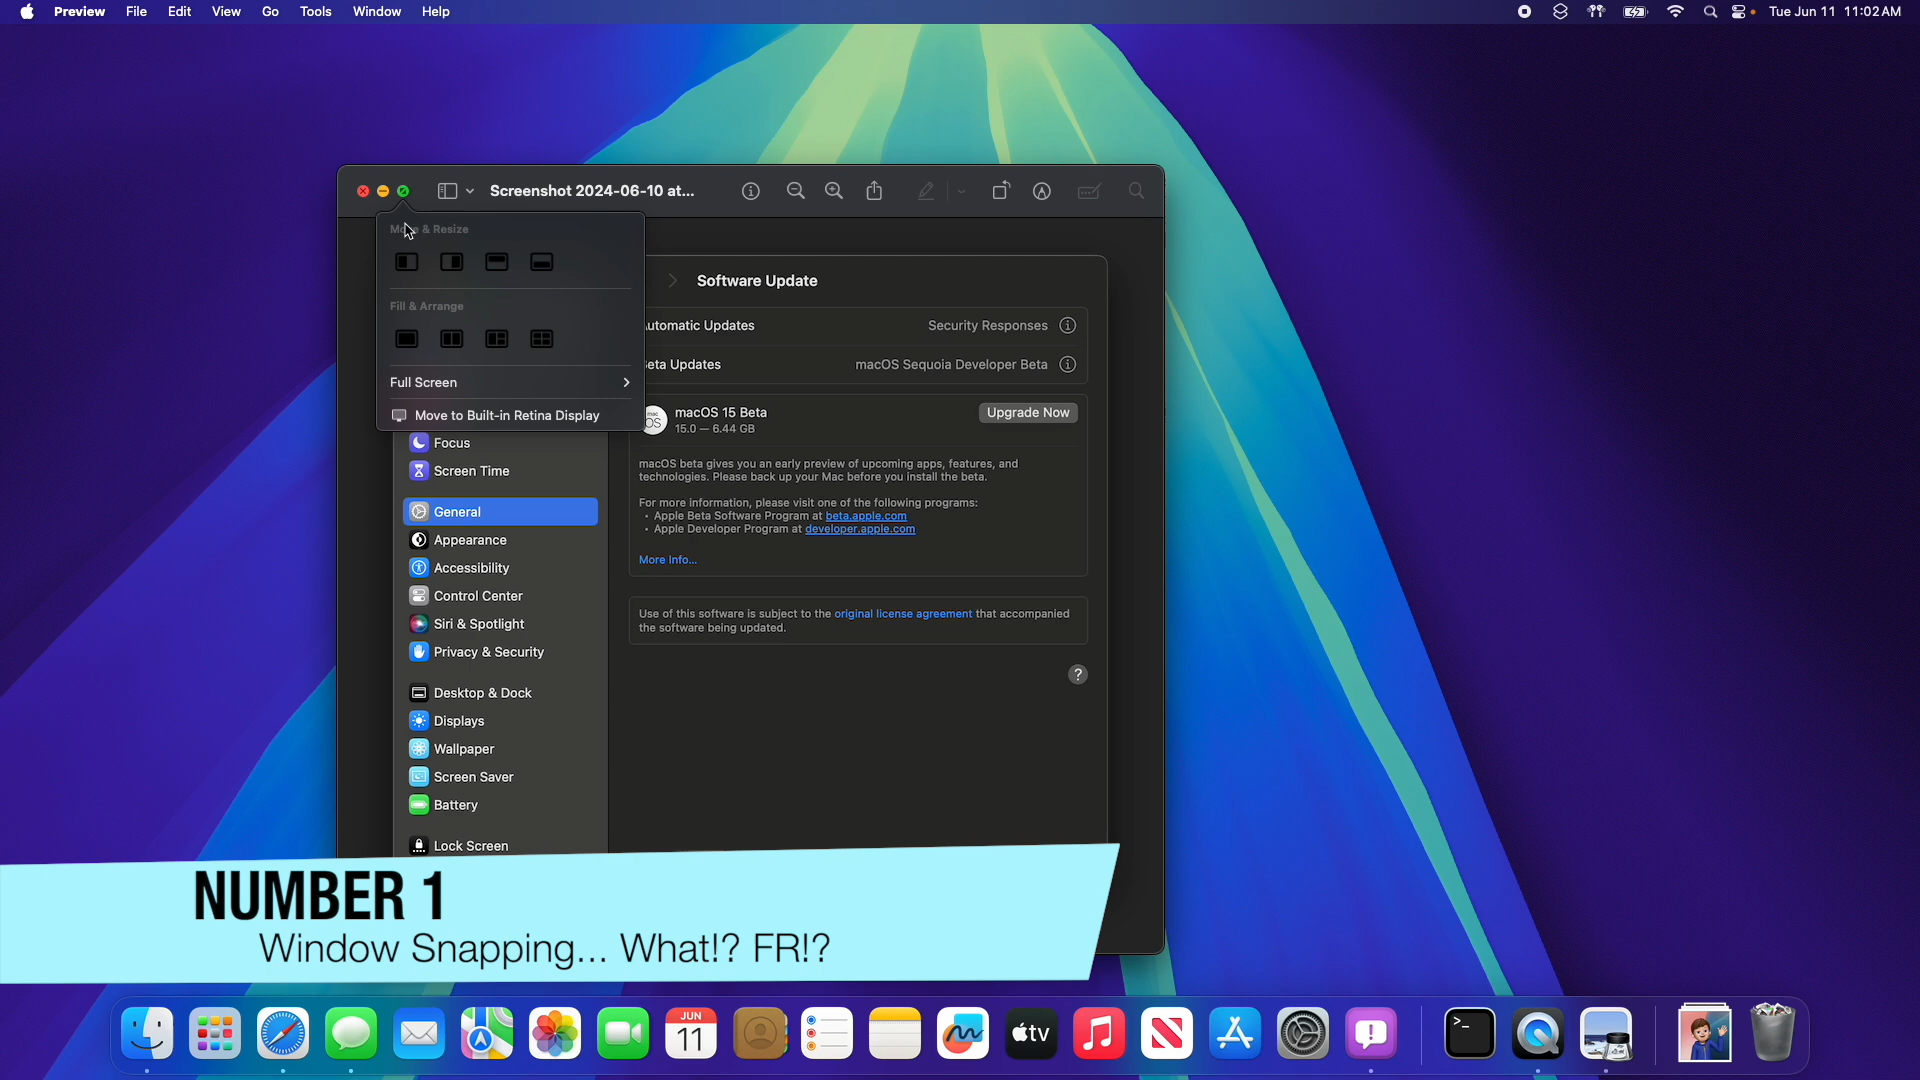 Preview File Edit View Go Tools Window Help
Tue Jun 11 11:02 AM
Screenshot 2024-06-10 at...
Move & Resize
Fill & Arrange
Full Screen
Move to Built-in Retina Display
Software Update
Automatic Updates Security Responses
Beta Updates macOS Sequoia Developer Beta
macOS 15 Beta Upgrade Now
15.0 — 6.44 GB
macOS beta gives you an early preview of upcoming apps, features, and
technologies. Please back up your Mac before you install the beta.
For more information, please visit one of the following programs:
• Apple Beta Software Program at beta.apple.com
• Apple Developer Program at developer.apple.com
More Info...
Use of this software is subject to the original license agreement that accompanied
the software being updated.
?
Focus
Screen Time
General
Appearance
Accessibility
Control Center
Siri & Spotlight
Privacy & Security
Desktop & Dock
Displays
Wallpaper
Screen Saver
Battery
Lock Screen
NUMBER 1
Window Snapping... What!? FR!?
JUN
11
tv
>_